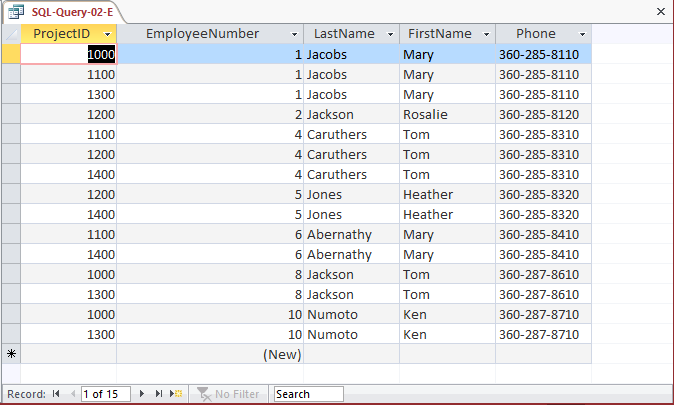 SQL-Query-02-E
ProjectID EmployeeNumber LastName FirstName Phone
1000 1 Jacobs Mary 360-285-8110
1100 1 Jacobs Mary 360-285-8110
1300 1 Jacobs Mary 360-285-8110
1200 2 Jackson Rosalie 360-285-8120
1100 4 Caruthers Tom 360-285-8310
1200 4 Caruthers Tom 360-285-8310
1400 4 Caruthers Tom 360-285-8310
1200 5 Jones Heather 360-285-8320
1400 5 Jones Heather 360-285-8320
1100 6 Abernathy Mary 360-285-8410
1400 6 Abernathy Mary 360-285-8410
1000 8 Jackson Tom 360-287-8610
1300 8 Jackson Tom 360-287-8610
1000 10 Numoto Ken 360-287-8710
1300 10 Numoto Ken 360-287-8710
(New)
Record: 1 of 15 No Filter Search